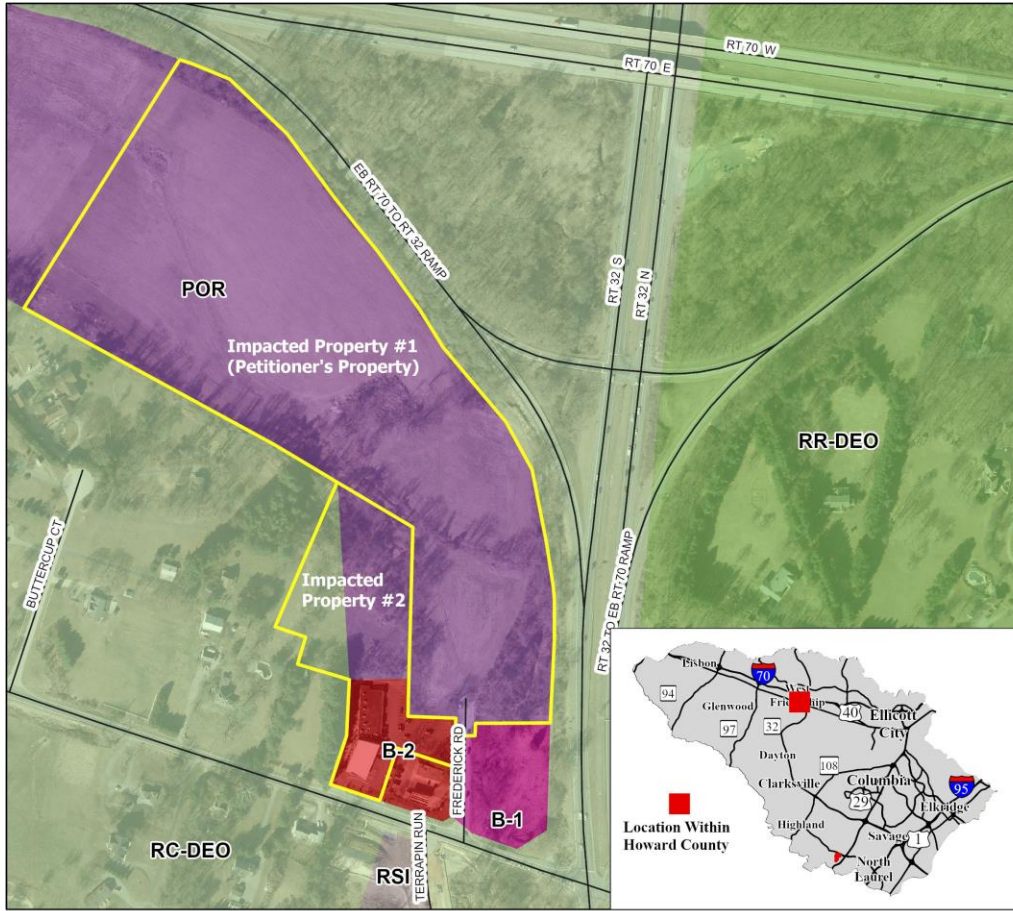 RT 70 W
RT 70 E
EB RT 70 TO RT 32 RAMP
RT 32 S
RT 32 N
POR
Impacted Property #1
(Petitioner's Property)
RR-DEO
BUTTERCUP CT
Impacted
Property #2
RT 32 TO EB RT 70 RAMP
B-2
FREDERICK RD
B-1
TERRAPIN RUN
RC-DEO
RSI
Lisbon
70
West
Friendship
94
Glenwood
40
Ellicott
City
97
32
Dayton
108
Clarksville
Columbia
95
29
Elkridge
Highland
Savage
1
North
Laurel
Location Within
Howard County